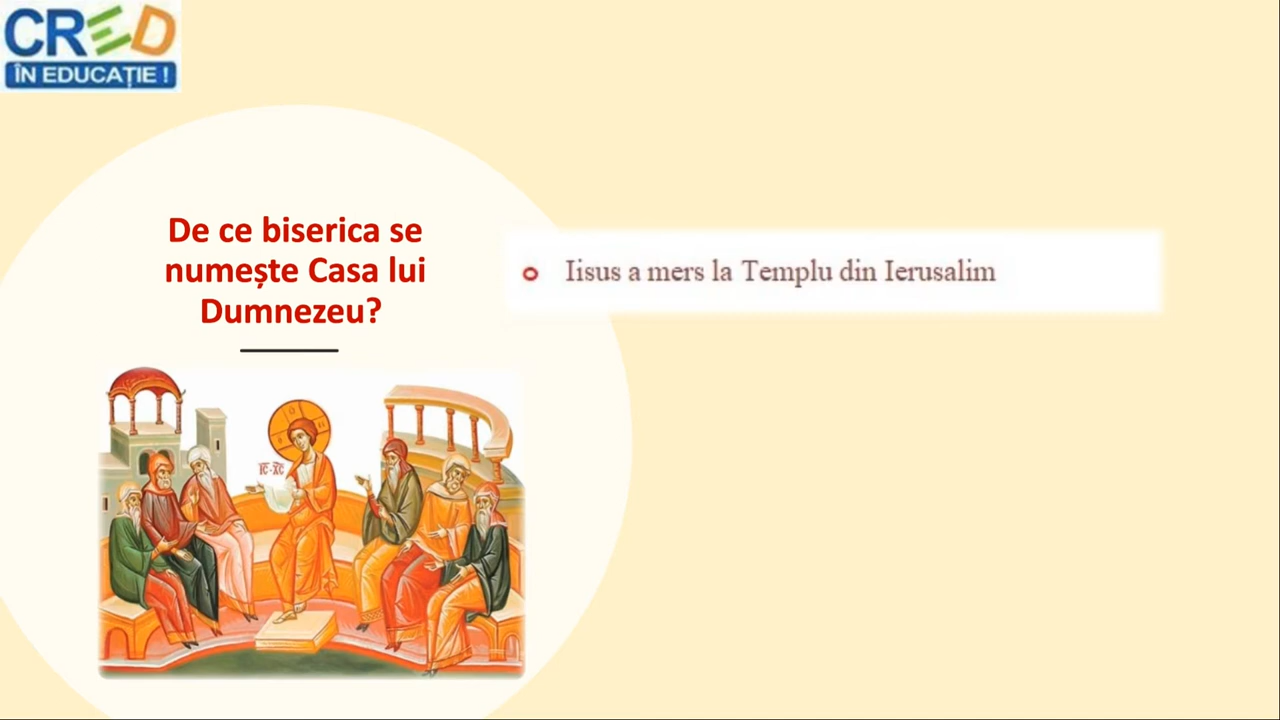 CRED
ÎN EDUCAȚIE !
De ce biserica se
numește Casa lui
Dumnezeu?
o Iisus a mers la Templu din Ierusalim
IC·XC